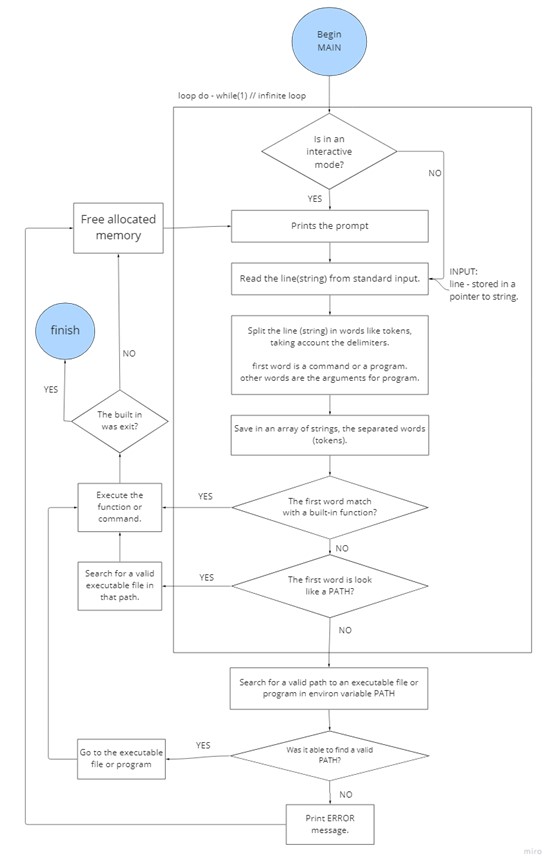 Begin
MAIN
loop do - while(1) // infinite loop
Is in an
interactive
mode?
NO
YES
Free allocated
memory
Prints the prompt
Read the line(string) from standard input.
INPUT:
line - stored in a
pointer to string.
finish
Split the line (string) in words like tokens,
taking account the delimiters.
first word is a command or a program.
other words are the arguments for program.
NO
YES
The built in
was exit?
Save in an array of strings, the separated words
(tokens).
Execute the
function or
command.
YES
The first word match
with a built-in function?
NO
Search for a valid
executable file in
that path.
YES
The first word is look
like a PATH?
NO
Search for a valid path to an executable file or
program in environ variable PATH
Go to the executable
file or program
YES
Was it able to find a valid
PATH?
NO
Print ERROR
message.
miro